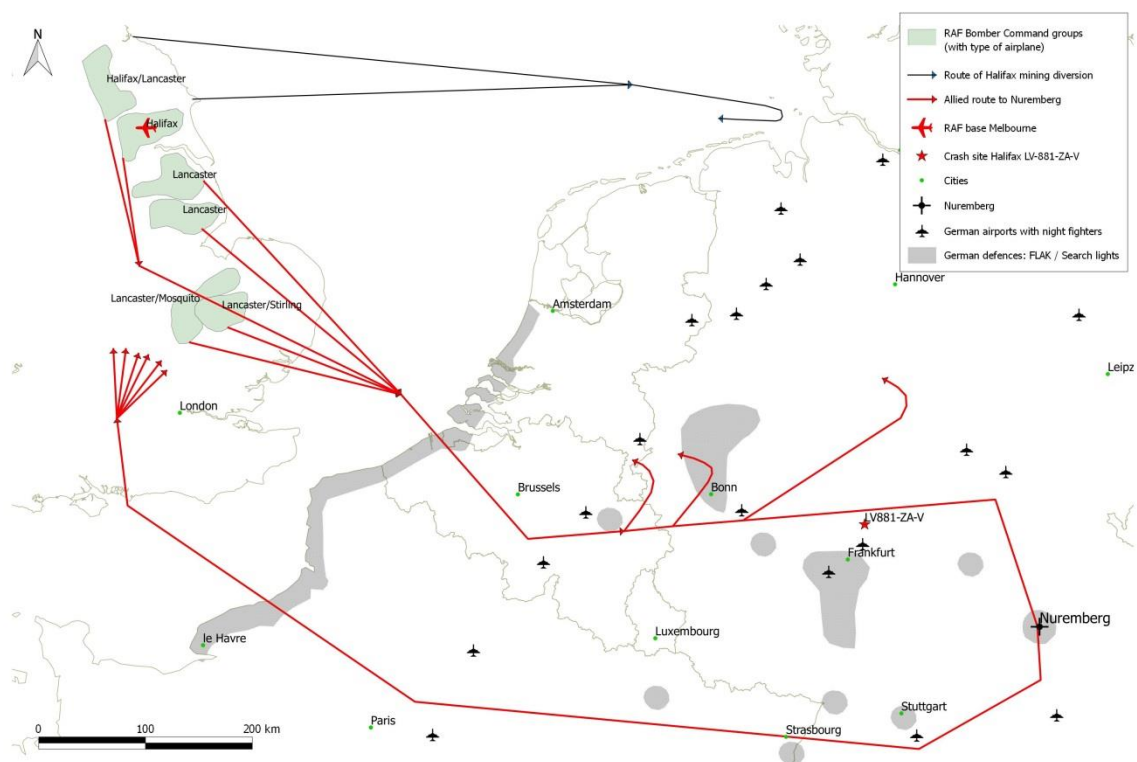 N
RAF Bomber Command groups
(with type of airplane)
Route of Halifax mining diversion
Allied route to Nuremberg
RAF base Melbourne
Crash site Halifax LV-881-ZA-V
Cities
Nuremberg
German airports with night fighters
German defences: FLAK / Search lights
Halifax/Lancaster
Halifax
Lancaster
Lancaster
Lancaster/Mosquito
Lancaster/Stirling
Amsterdam
Hannover
Leipz
London
Brussels
Bonn
LV881-ZA-V
Frankfurt
Nuremberg
le Havre
Luxembourg
Paris
Strasbourg
Stuttgart
0 100 200 km